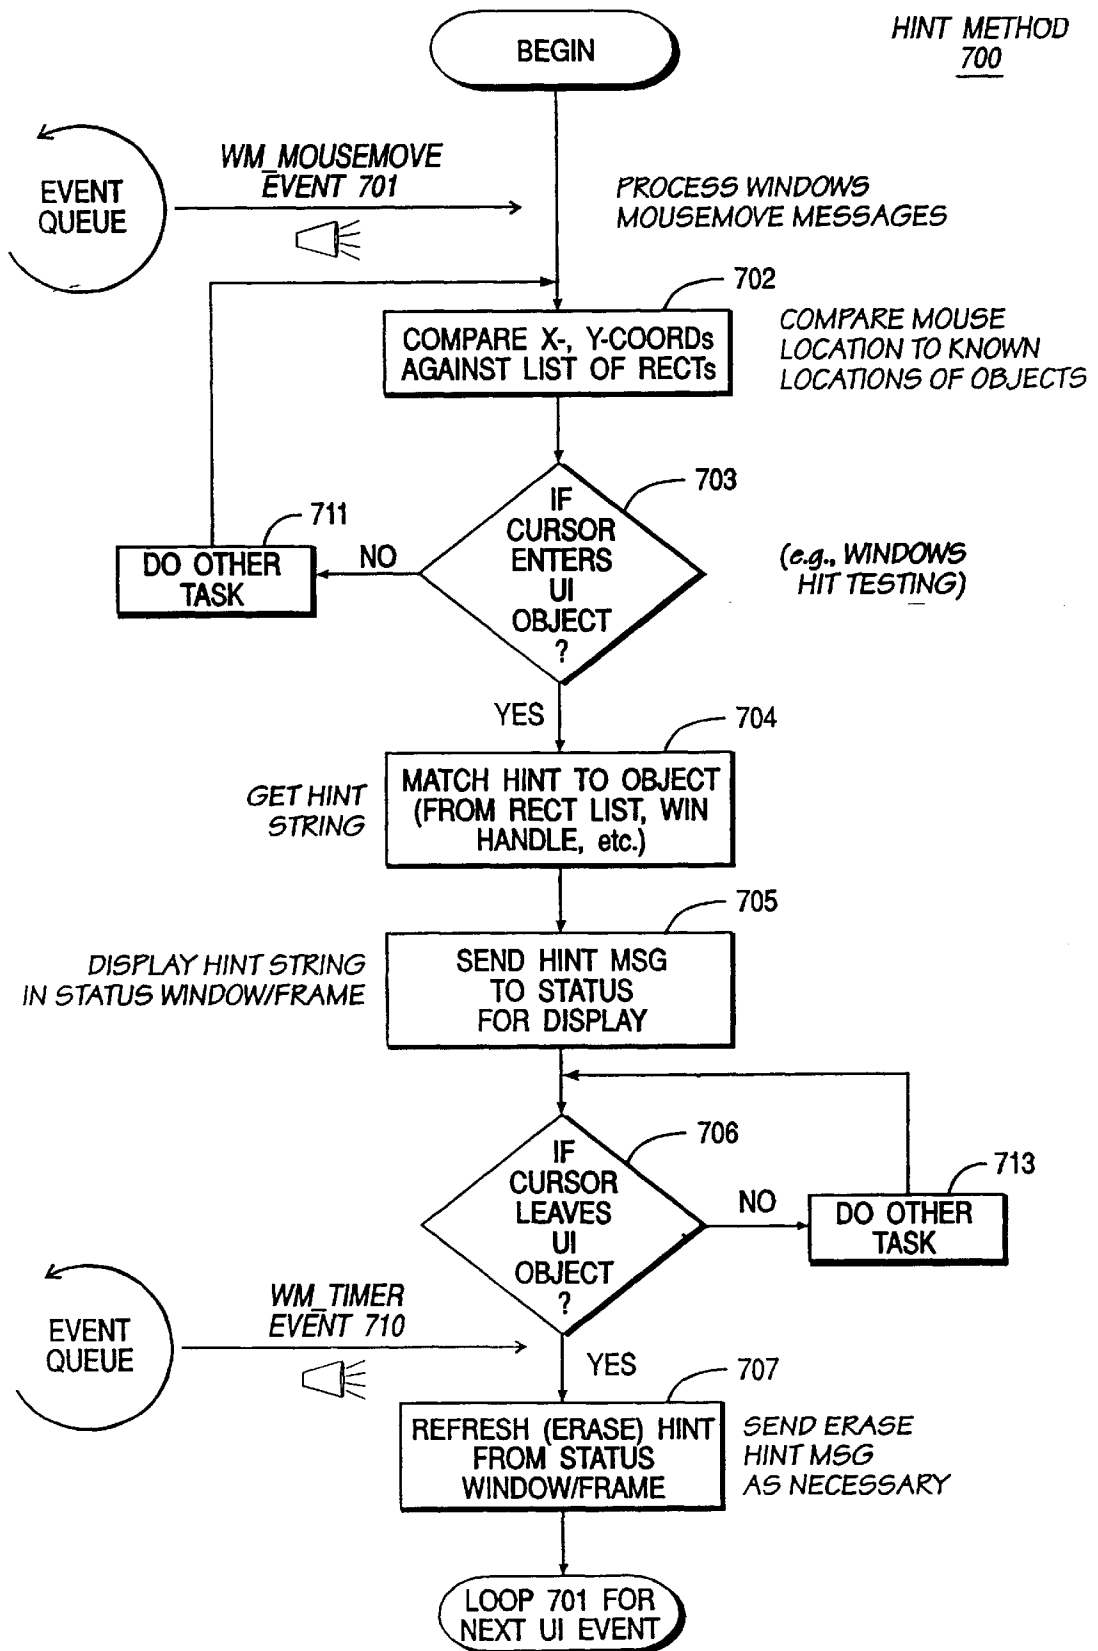 BEGIN
HINT METHOD
700
WM_MOUSEMOVE
EVENT 701
EVENT
QUEUE
PROCESS WINDOWS
MOUSEMOVE MESSAGES
702
COMPARE X-, Y-COORDs
AGAINST LIST OF RECTs
COMPARE MOUSE
LOCATION TO KNOWN
LOCATIONS OF OBJECTS
703
IF
CURSOR
ENTERS
UI
OBJECT
?
711
DO OTHER
TASK
NO
(e.g., WINDOWS
HIT TESTING)
YES
704
GET HINT
STRING
MATCH HINT TO OBJECT
(FROM RECT LIST, WIN
HANDLE, etc.)
705
DISPLAY HINT STRING
IN STATUS WINDOW/FRAME
SEND HINT MSG
TO STATUS
FOR DISPLAY
706
IF
CURSOR
LEAVES
UI
OBJECT
?
NO
713
DO OTHER
TASK
EVENT
QUEUE
WM_TIMER
EVENT 710
YES
707
REFRESH (ERASE) HINT
FROM STATUS
WINDOW/FRAME
SEND ERASE
HINT MSG
AS NECESSARY
LOOP 701 FOR
NEXT UI EVENT